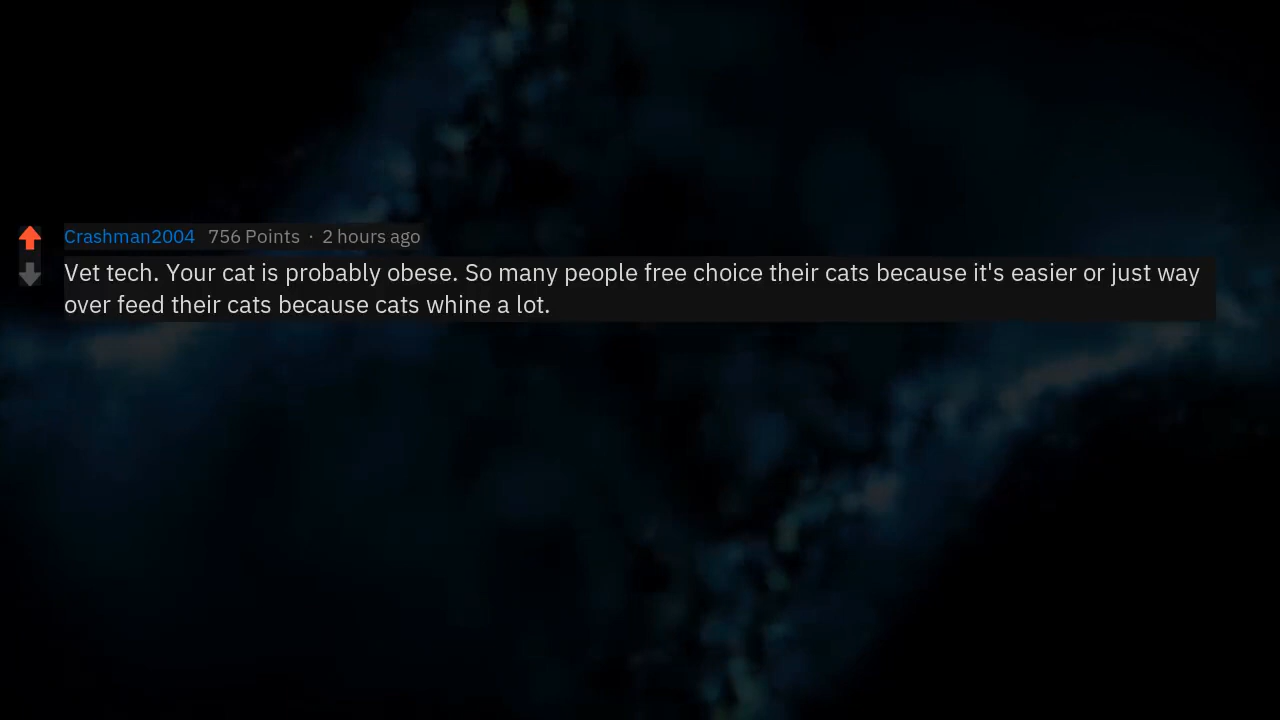 Crashman2004 756 Points · 2 hours ago
Vet tech. Your cat is probably obese. So many people free choice their cats because it's easier or just way
over feed their cats because cats whine a lot.